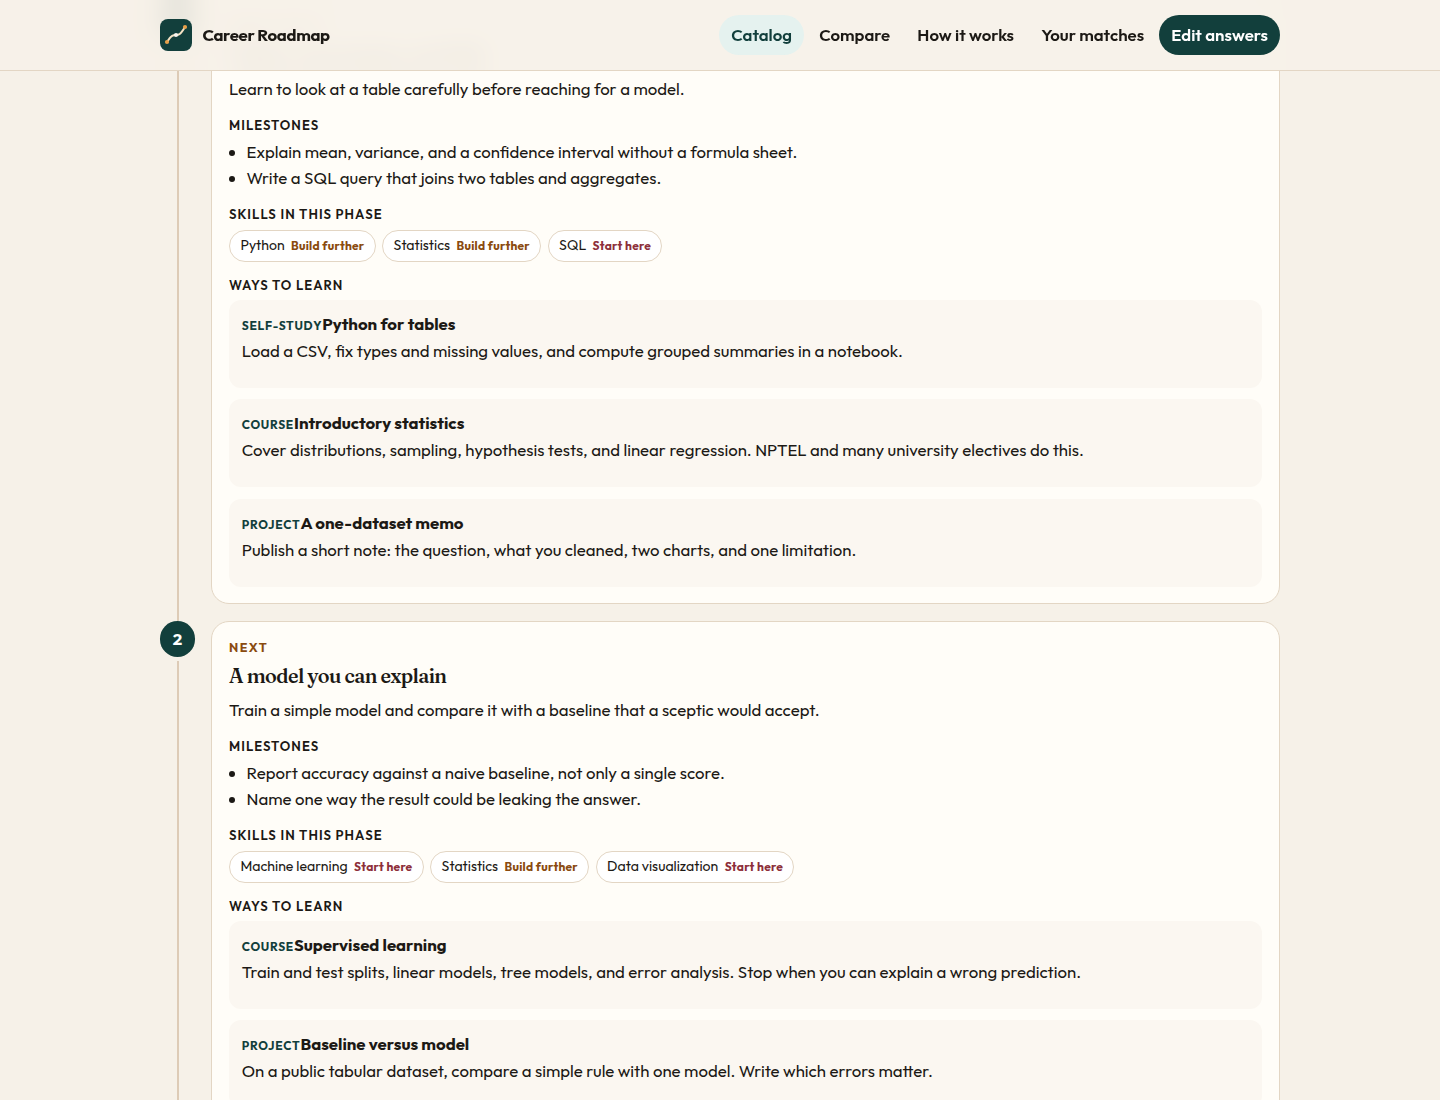 Career Roadmap
Catalog
Compare
How it works
Your matches
Edit answers
Learn to look at a table carefully before reaching for a model.
MILESTONES
Explain mean, variance, and a confidence interval without a formula sheet.
Write a SQL query that joins two tables and aggregates.
SKILLS IN THIS PHASE
Python Build further
Statistics Build further
SQL Start here
WAYS TO LEARN
SELF-STUDY Python for tables
Load a CSV, fix types and missing values, and compute grouped summaries in a notebook.
COURSE Introductory statistics
Cover distributions, sampling, hypothesis tests, and linear regression. NPTEL and many university electives do this.
PROJECT A one-dataset memo
Publish a short note: the question, what you cleaned, two charts, and one limitation.
2
NEXT
A model you can explain
Train a simple model and compare it with a baseline that a sceptic would accept.
MILESTONES
Report accuracy against a naive baseline, not only a single score.
Name one way the result could be leaking the answer.
SKILLS IN THIS PHASE
Machine learning Start here
Statistics Build further
Data visualization Start here
WAYS TO LEARN
COURSE Supervised learning
Train and test splits, linear models, tree models, and error analysis. Stop when you can explain a wrong prediction.
PROJECT Baseline versus model
On a public tabular dataset, compare a simple rule with one model. Write which errors matter.